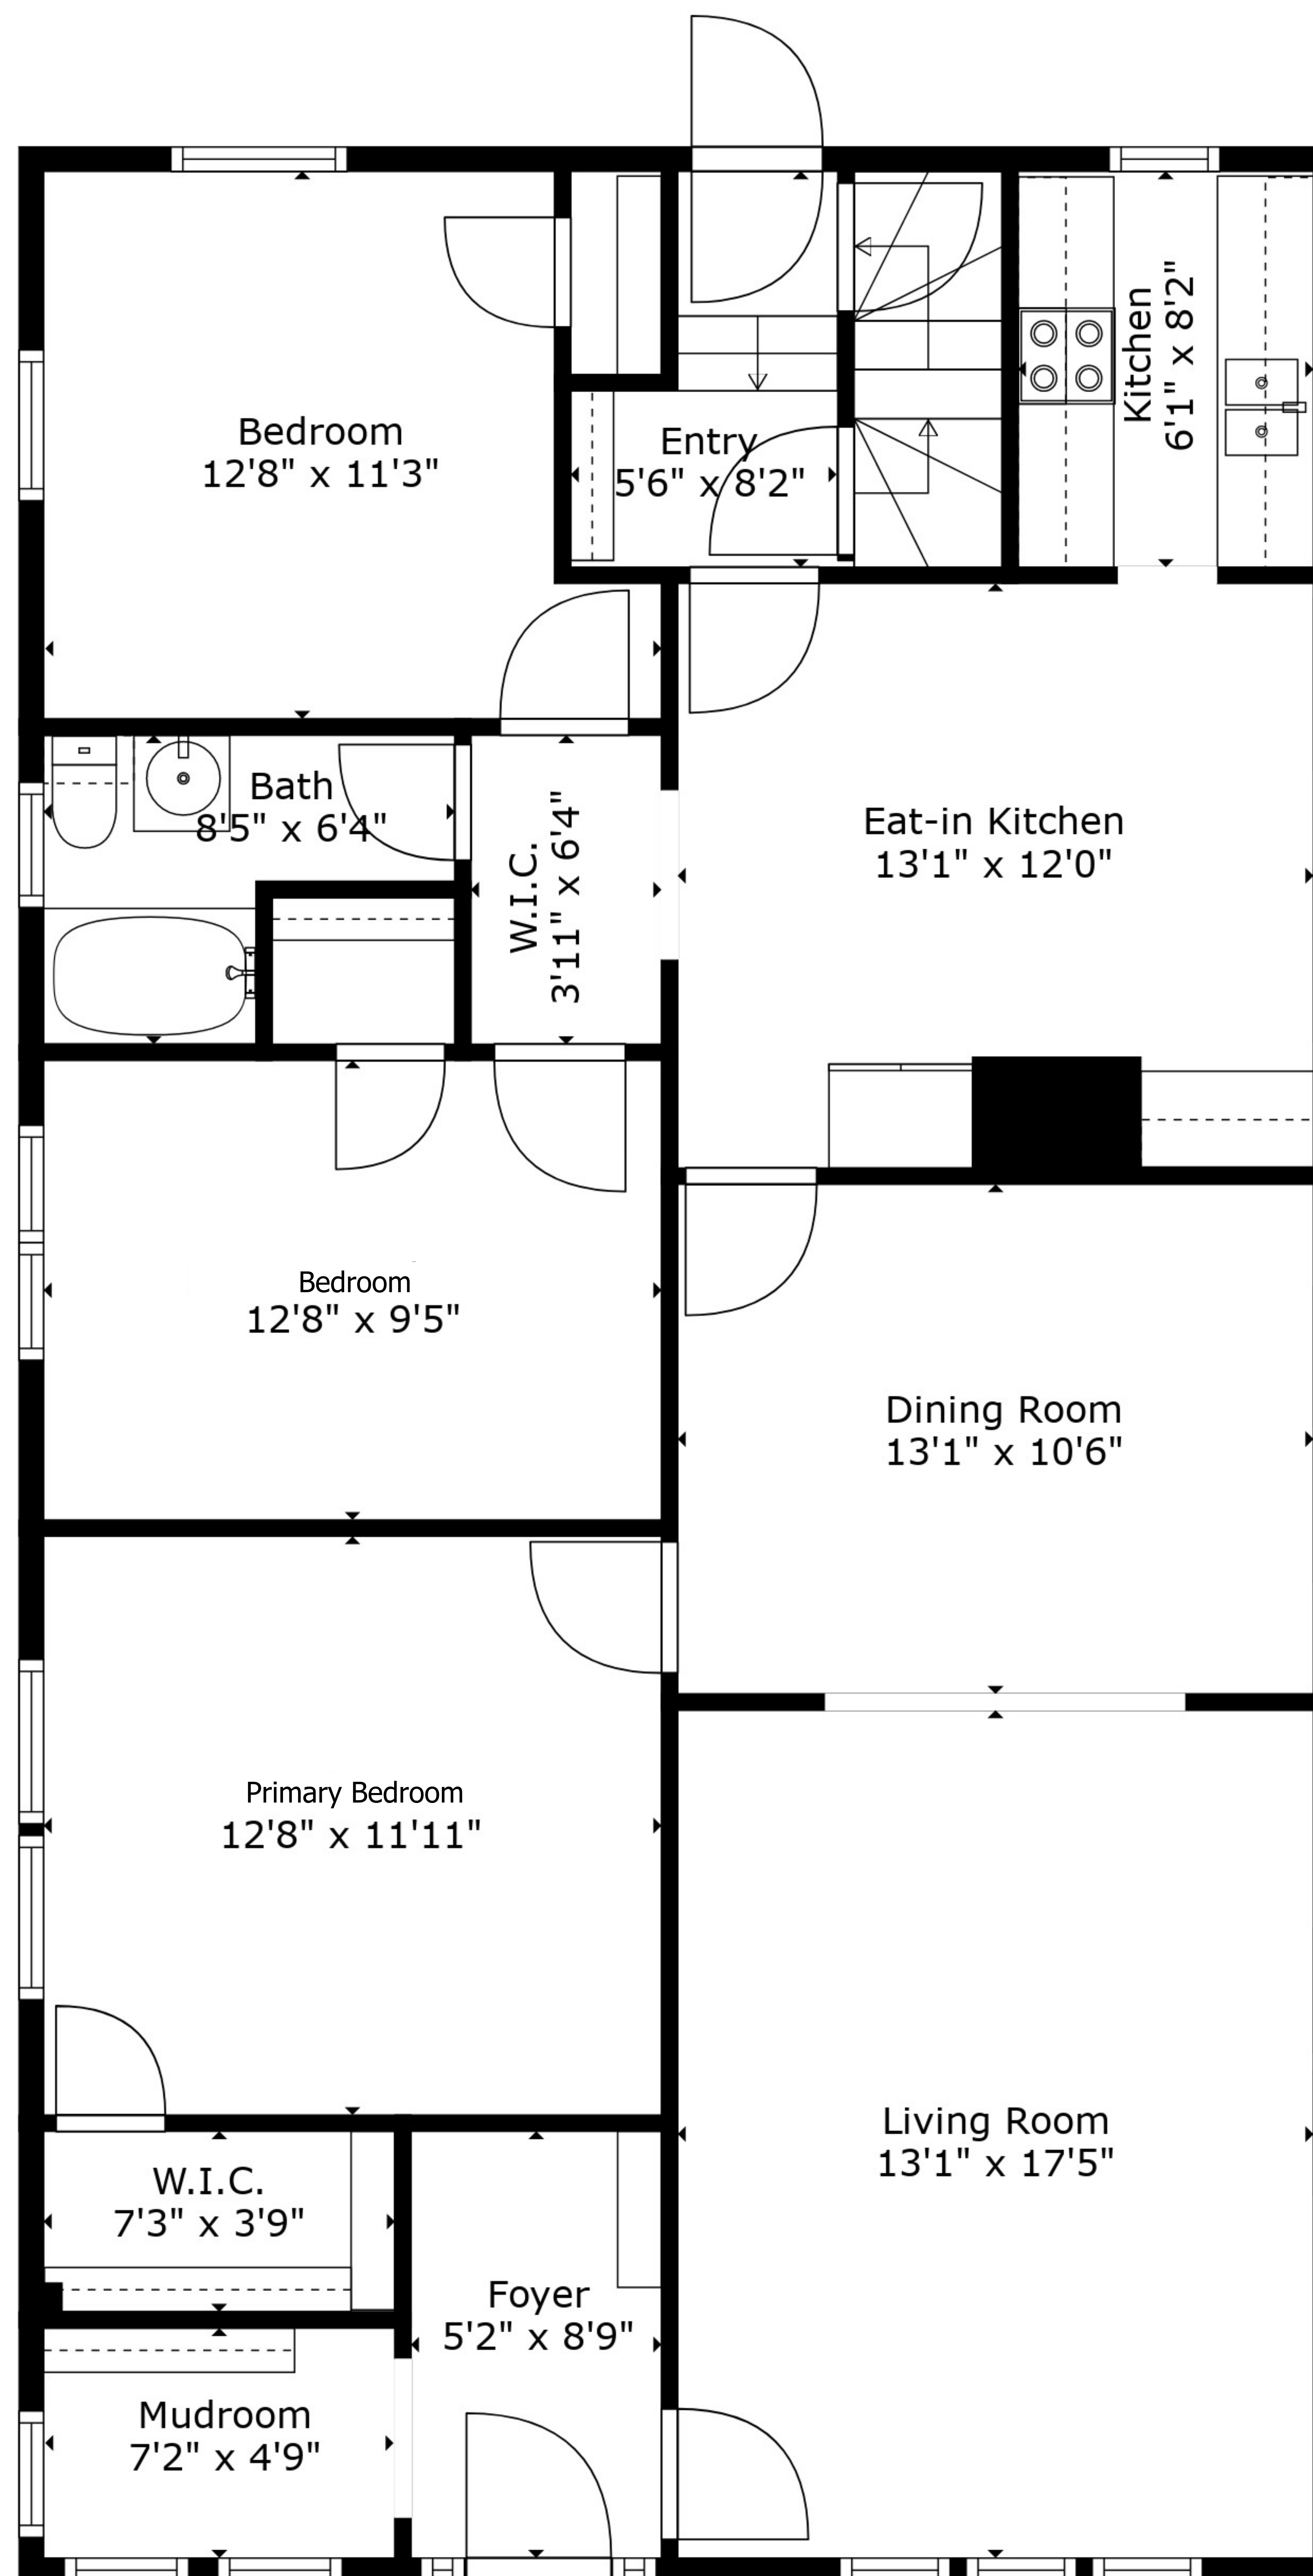 Kitchen
6'1" x 8'2"
Bedroom
12'8" x 11'3"
Entry
5'6" x 8'2"
Bath
8'5" x 6'4"
W.I.C.
3'11" x 6'4"
Eat-in Kitchen
13'1" x 12'0"
Bedroom
12'8" x 9'5"
Dining Room
13'1" x 10'6"
Primary Bedroom
12'8" x 11'11"
Living Room
13'1" x 17'5"
W.I.C.
7'3" x 3'9"
Foyer
5'2" x 8'9"
Mudroom
7'2" x 4'9"